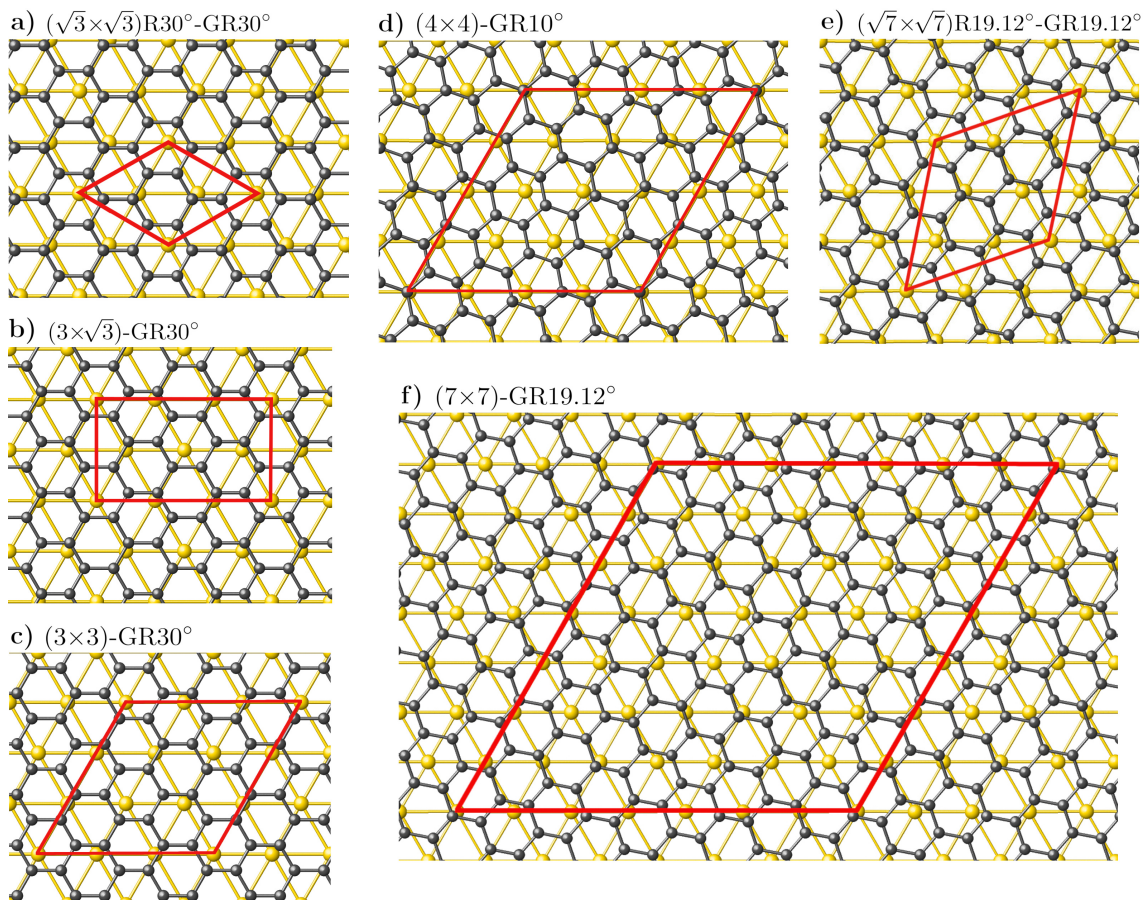 a) (√3×√3)R30°-GR30°
b) (3×√3)-GR30°
c) (3×3)-GR30°
d) (4×4)-GR10°
e) (√7×√7)R19.12°-GR19.12°
f) (7×7)-GR19.12°